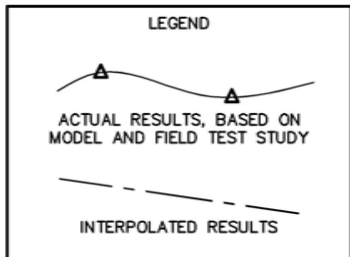 LEGEND
ACTUAL RESULTS, BASED ON
MODEL AND FIELD TEST STUDY
INTERPOLATED RESULTS